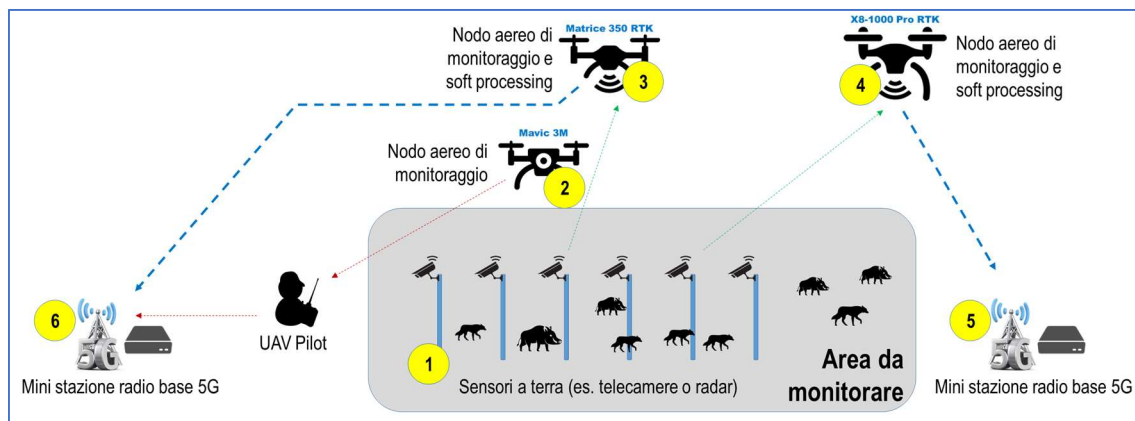 Matrice 350 RTK
Nodo aereo di
monitoraggio e
soft processing
3
X8-1000 Pro RTK
Nodo aereo di
monitoraggio e
soft processing
4
Mavic 3M
Nodo aereo di
monitoraggio
2
6
5G
Mini stazione radio base 5G
UAV Pilot
1
Sensori a terra (es. telecamere o radar)
Area da
monitorare
5
5G
Mini stazione radio base 5G